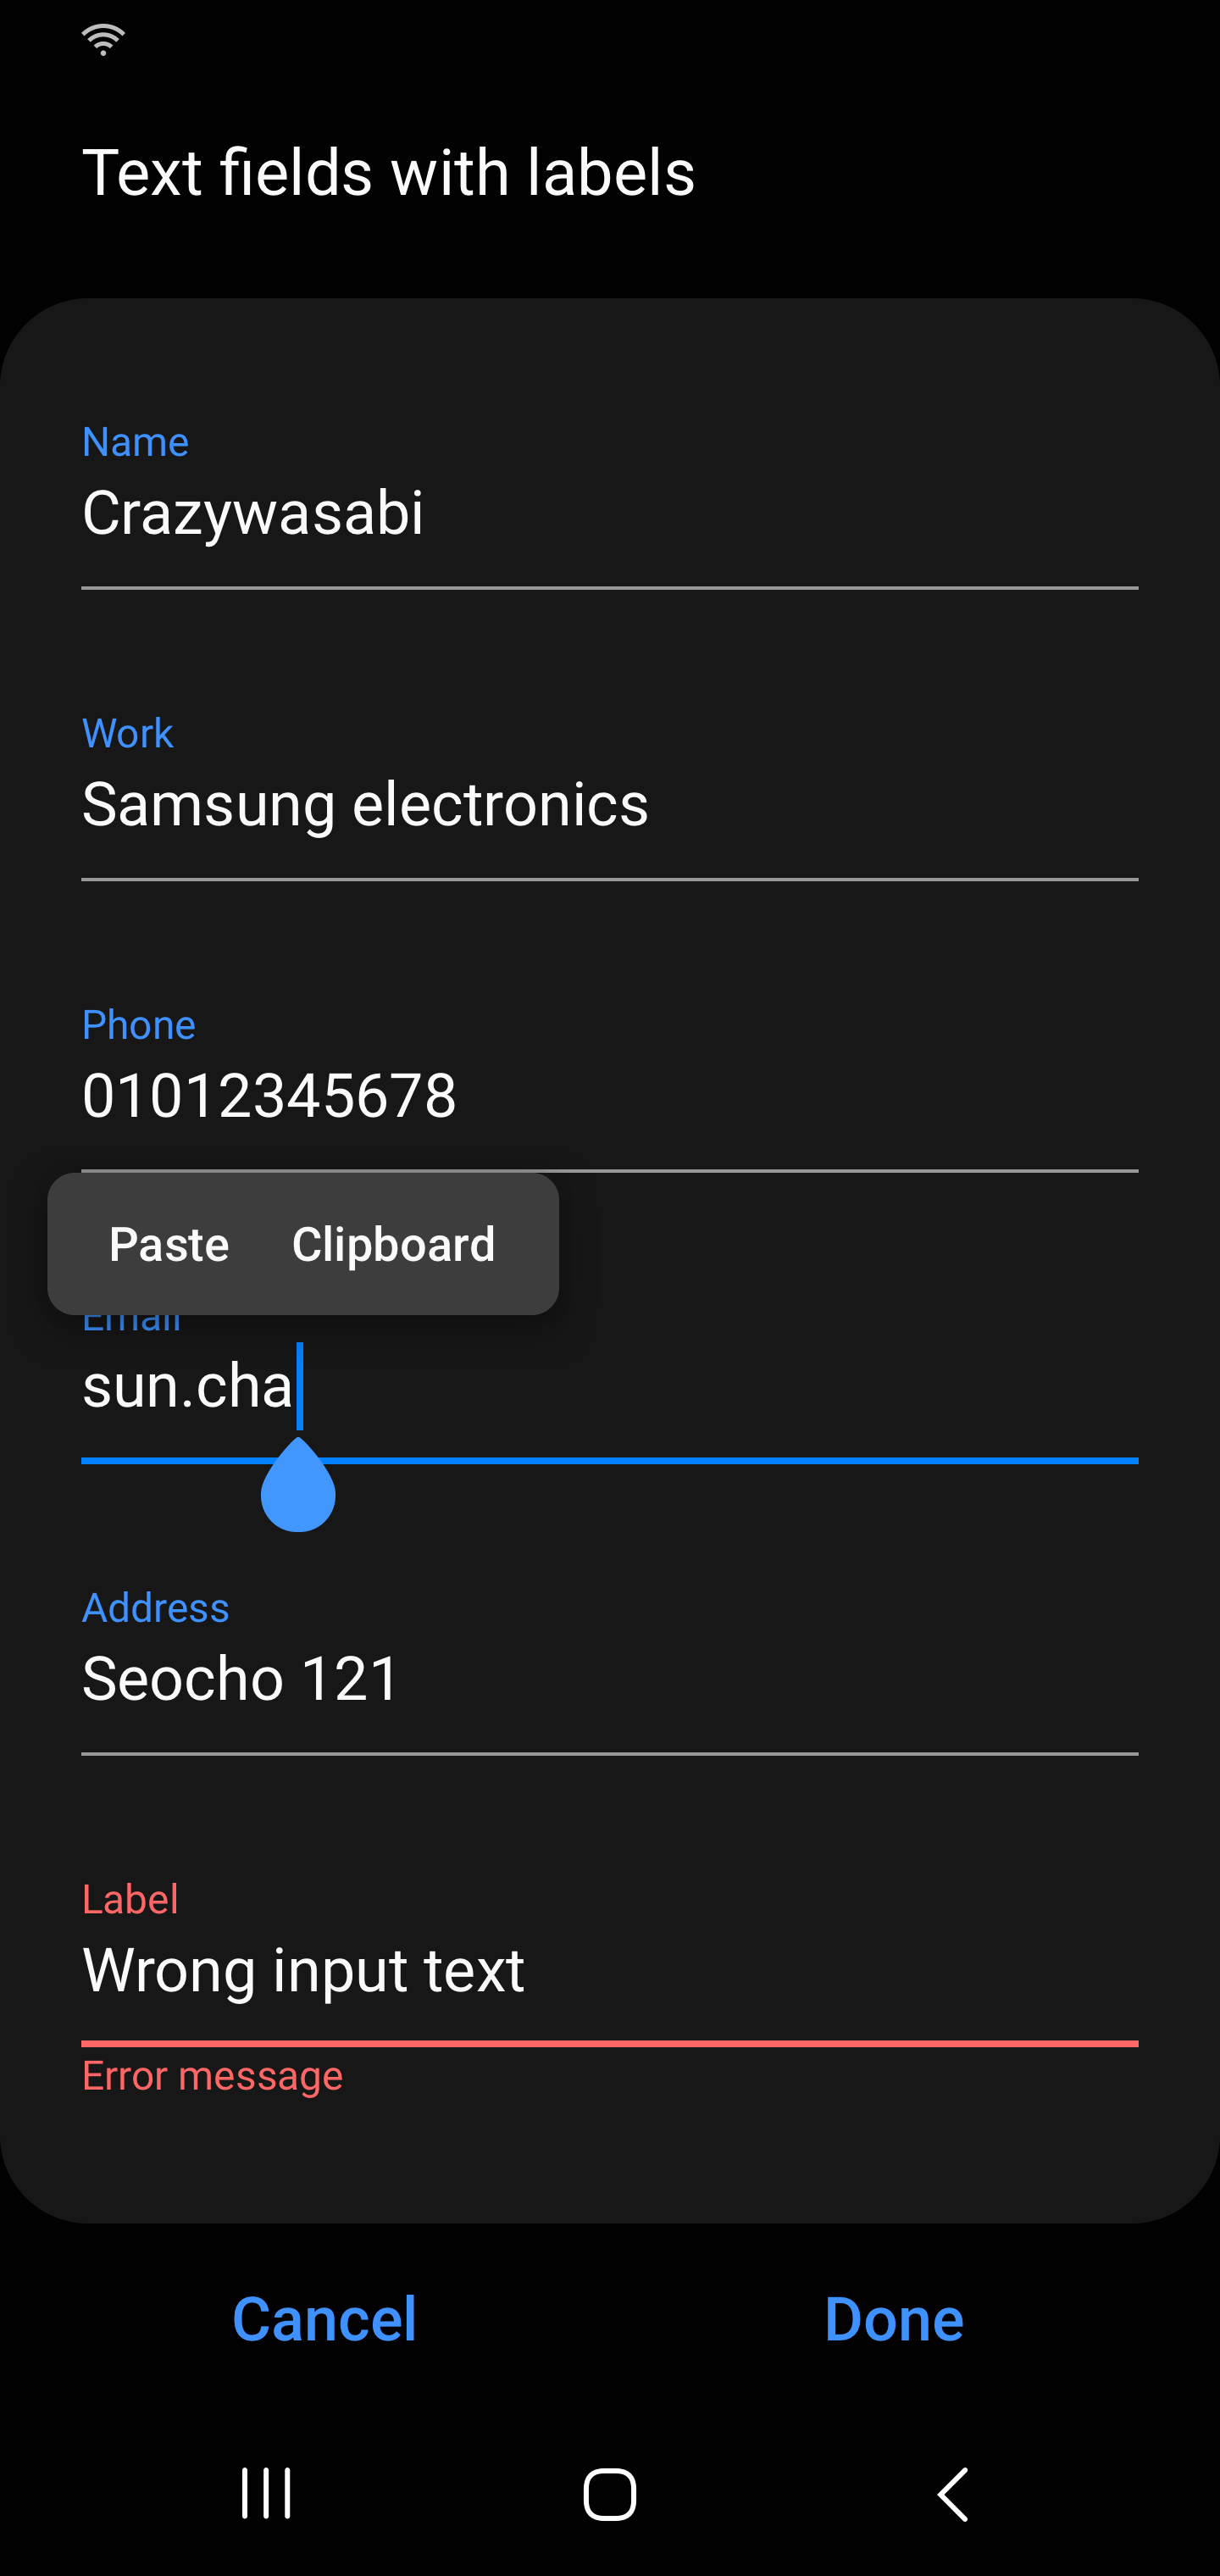 Text fields with labels
Name
Crazywasabi
Work
Samsung electronics
Phone
01012345678
Paste Clipboard
Email
sun.cha
Address
Seocho 121
Label
Wrong input text
Error message
Cancel Done